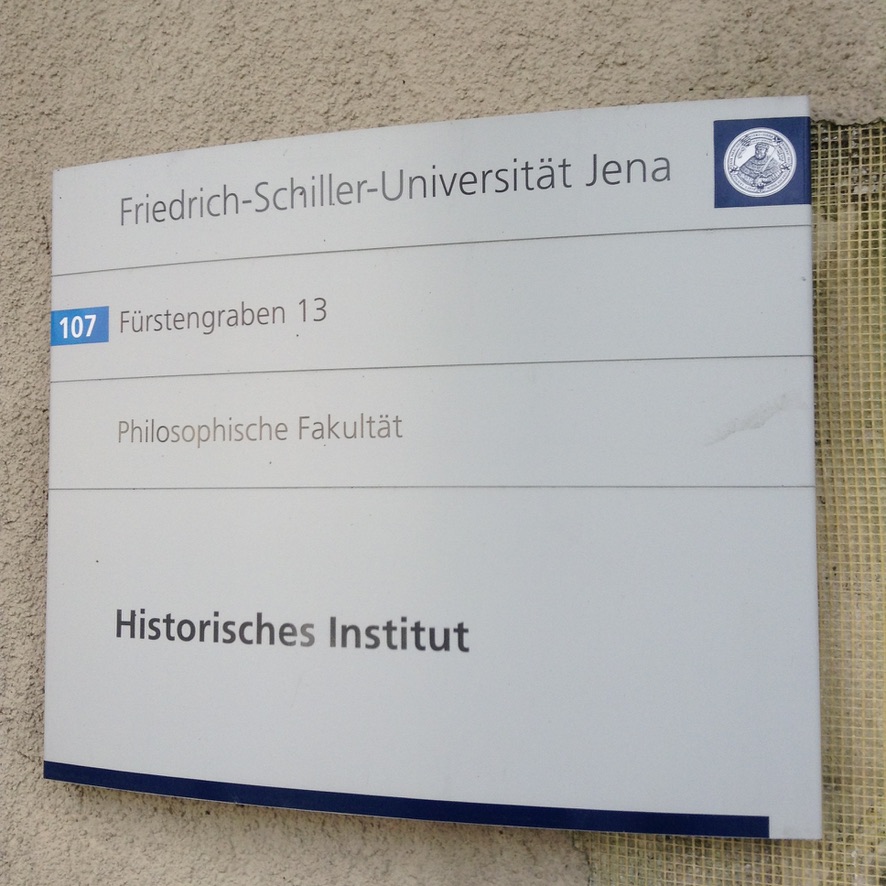 Friedrich-Schiller-Universität Jena
107 Fürstengraben 13
Philosophische Fakultät
Historisches Institut